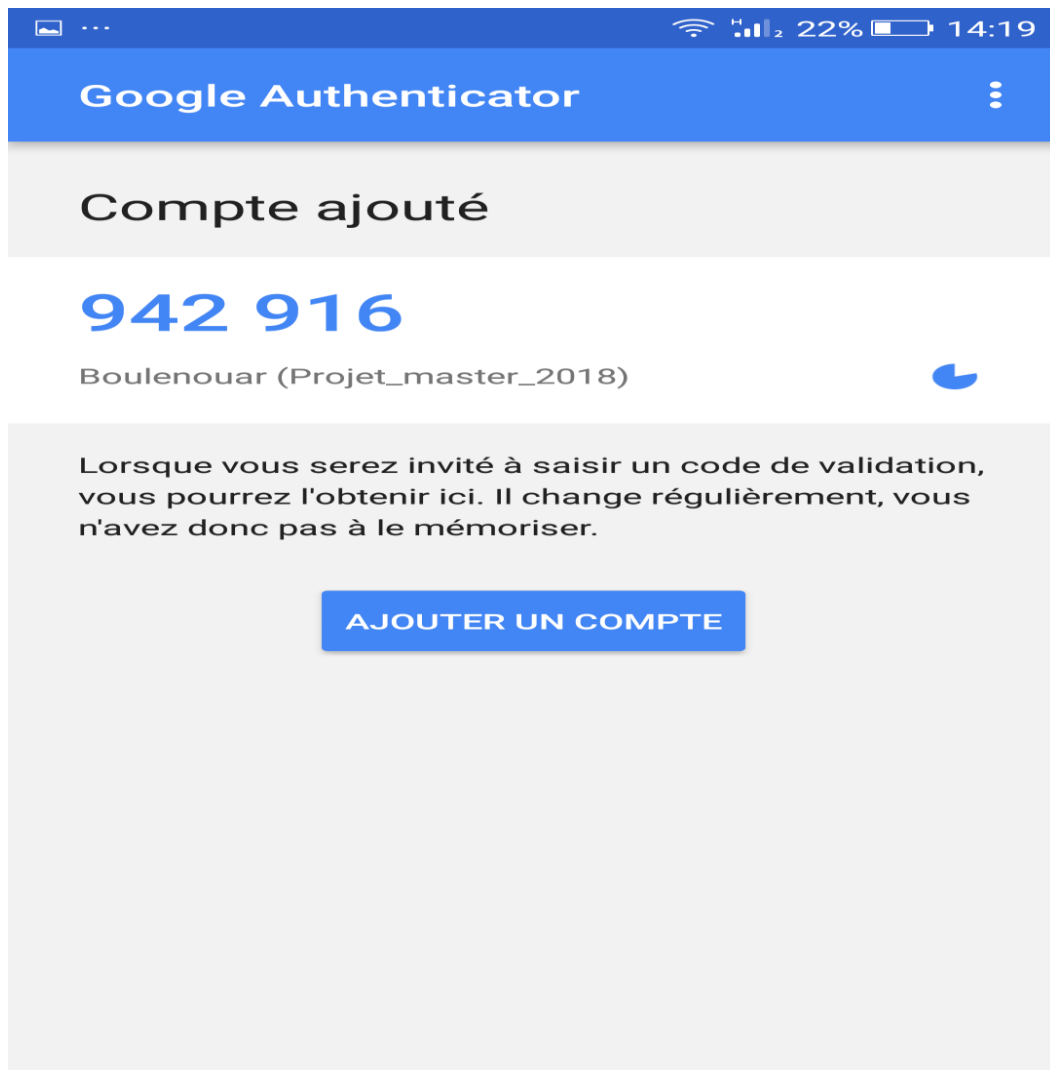 ... H 2 22% 14:19
Google Authenticator
Compte ajouté
942 916
Boulenouar (Projet_master_2018)
Lorsque vous serez invité à saisir un code de validation,
vous pourrez l'obtenir ici. Il change régulièrement, vous
n'avez donc pas à le mémoriser.
AJOUTER UN COMPTE